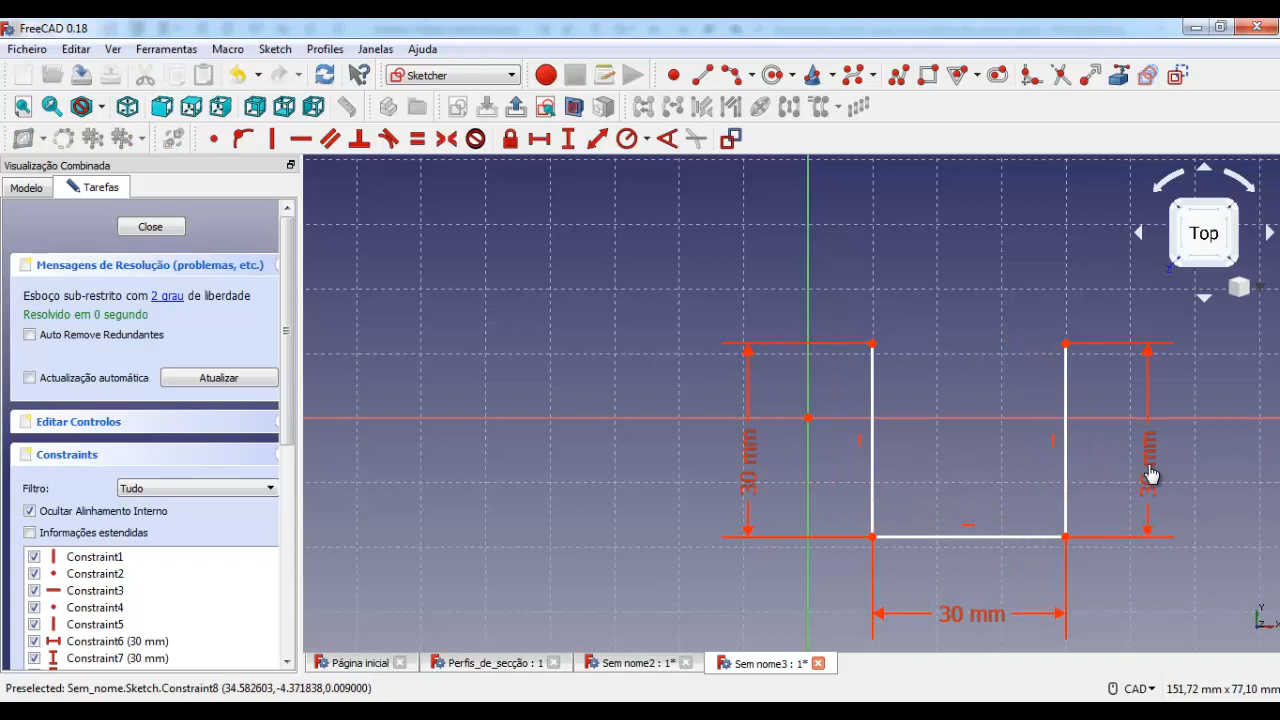 FreeCAD 0.18
Ficheiro Editar Ver Ferramentas Macro Sketch Profiles Janelas Ajuda
Sketcher
Visualização Combinada
Modelo Tarefas
Close
Mensagens de Resolução (problemas, etc.)
Esboço sub-restrito com 2 grau de liberdade
Resolvido em 0 segundo
Auto Remove Redundantes
Actualização automática Atualizar
Editar Controlos
Constraints
Filtro: Tudo
Ocultar Alinhamento Interno
Informações estendidas
Constraint1
Constraint2
Constraint3
Constraint4
Constraint5
Constraint6 (30 mm)
Constraint7 (30 mm)
Top
Z
30 mm
30 mm
30 mm
Y
Z X
Página inicial Perfis_de_secção : 1 Sem nome2 : 1* Sem nome3 : 1*
Preselected: Sem_nome.Sketch.Constraint8 (34.582603,-4.371838,0.009000) CAD 151,72 mm x 77,10 mm